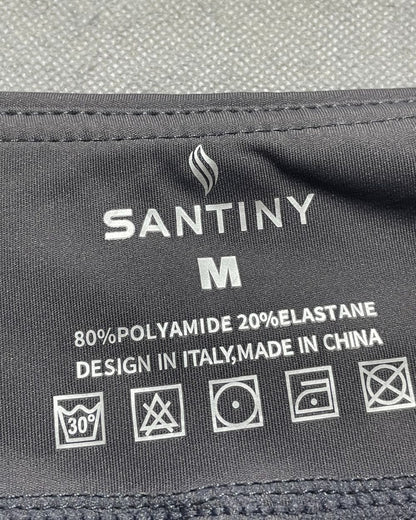 SANTINY
M
80%POLYAMIDE 20%ELASTANE
DESIGN IN ITALY,MADE IN CHINA
30°